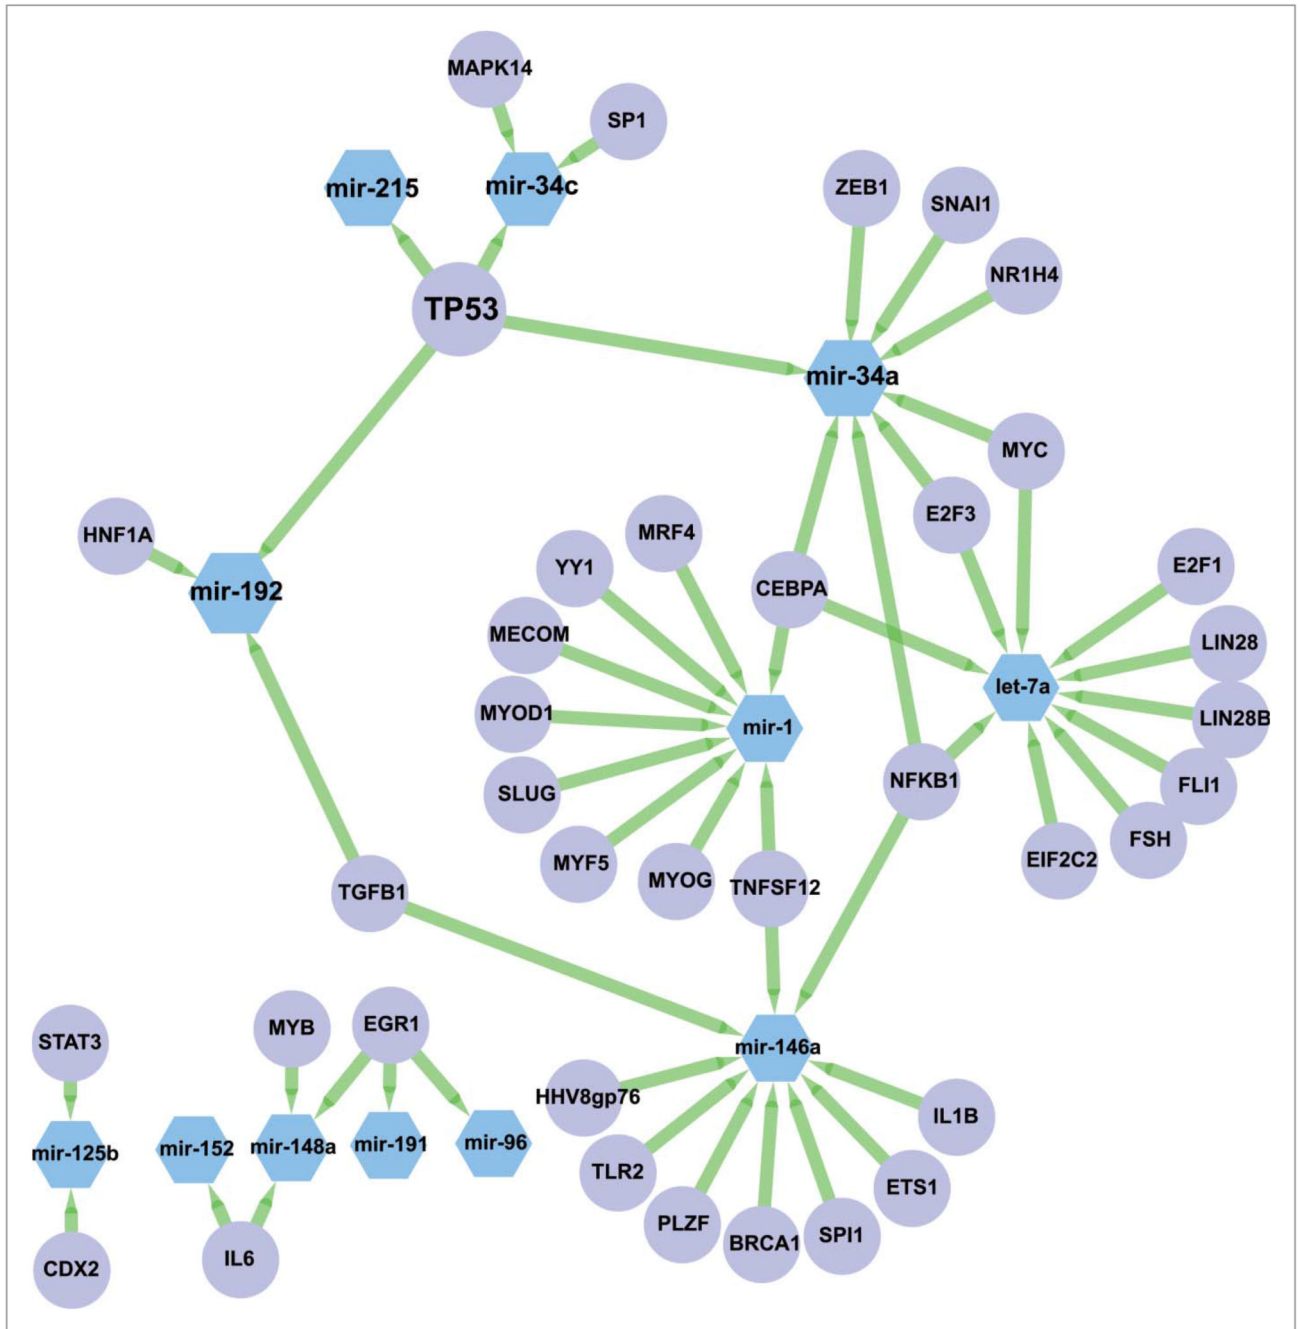 MAPK14
SP1
mir-215
mir-34c
ZEB1
SNAI1
NR1H4
TP53
mir-34a
MYC
E2F3
HNF1A
MRF4
YY1
CEBPA
E2F1
mir-192
MECOM
LIN28
let-7a
MYOD1
LIN28B
mir-1
NFKB1
FLI1
SLUG
FSH
MYF5
EIF2C2
MYOG
TNFSF12
TGFB1
EGR1
MYB
STAT3
mir-146a
HHV8gp76
IL1B
mir-96
mir-191
mir-148a
mir-152
mir-125b
TLR2
ETS1
PLZF
SPI1
BRCA1
IL6
CDX2